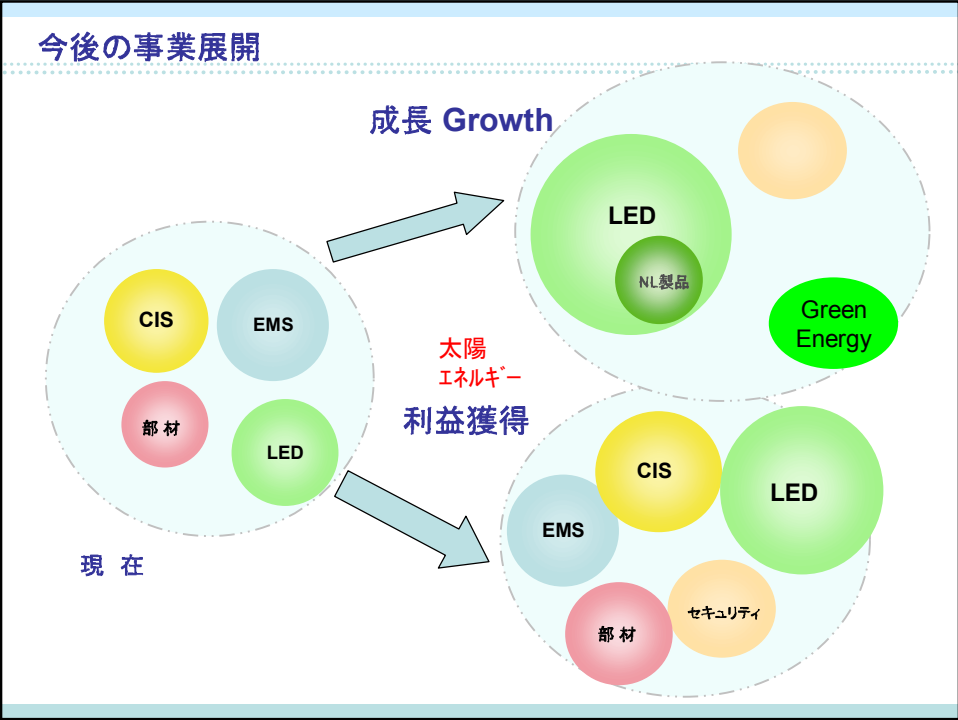 今後の事業展開
成長 Growth
LED
NL製品
Green
Energy
CIS
EMS
部材
LED
現 在
太陽
エネルギー
利益獲得
CIS
LED
EMS
セキュリティ
部材